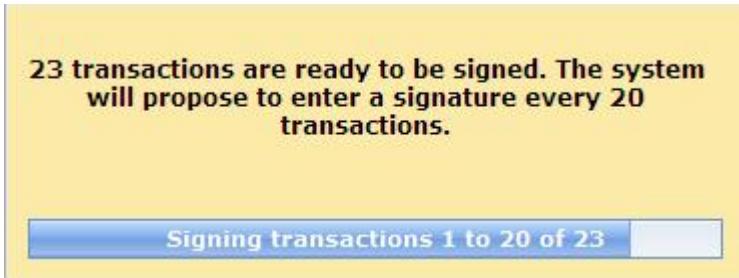 23 transactions are ready to be signed. The system
will propose to enter a signature every 20
transactions.
Signing transactions 1 to 20 of 23